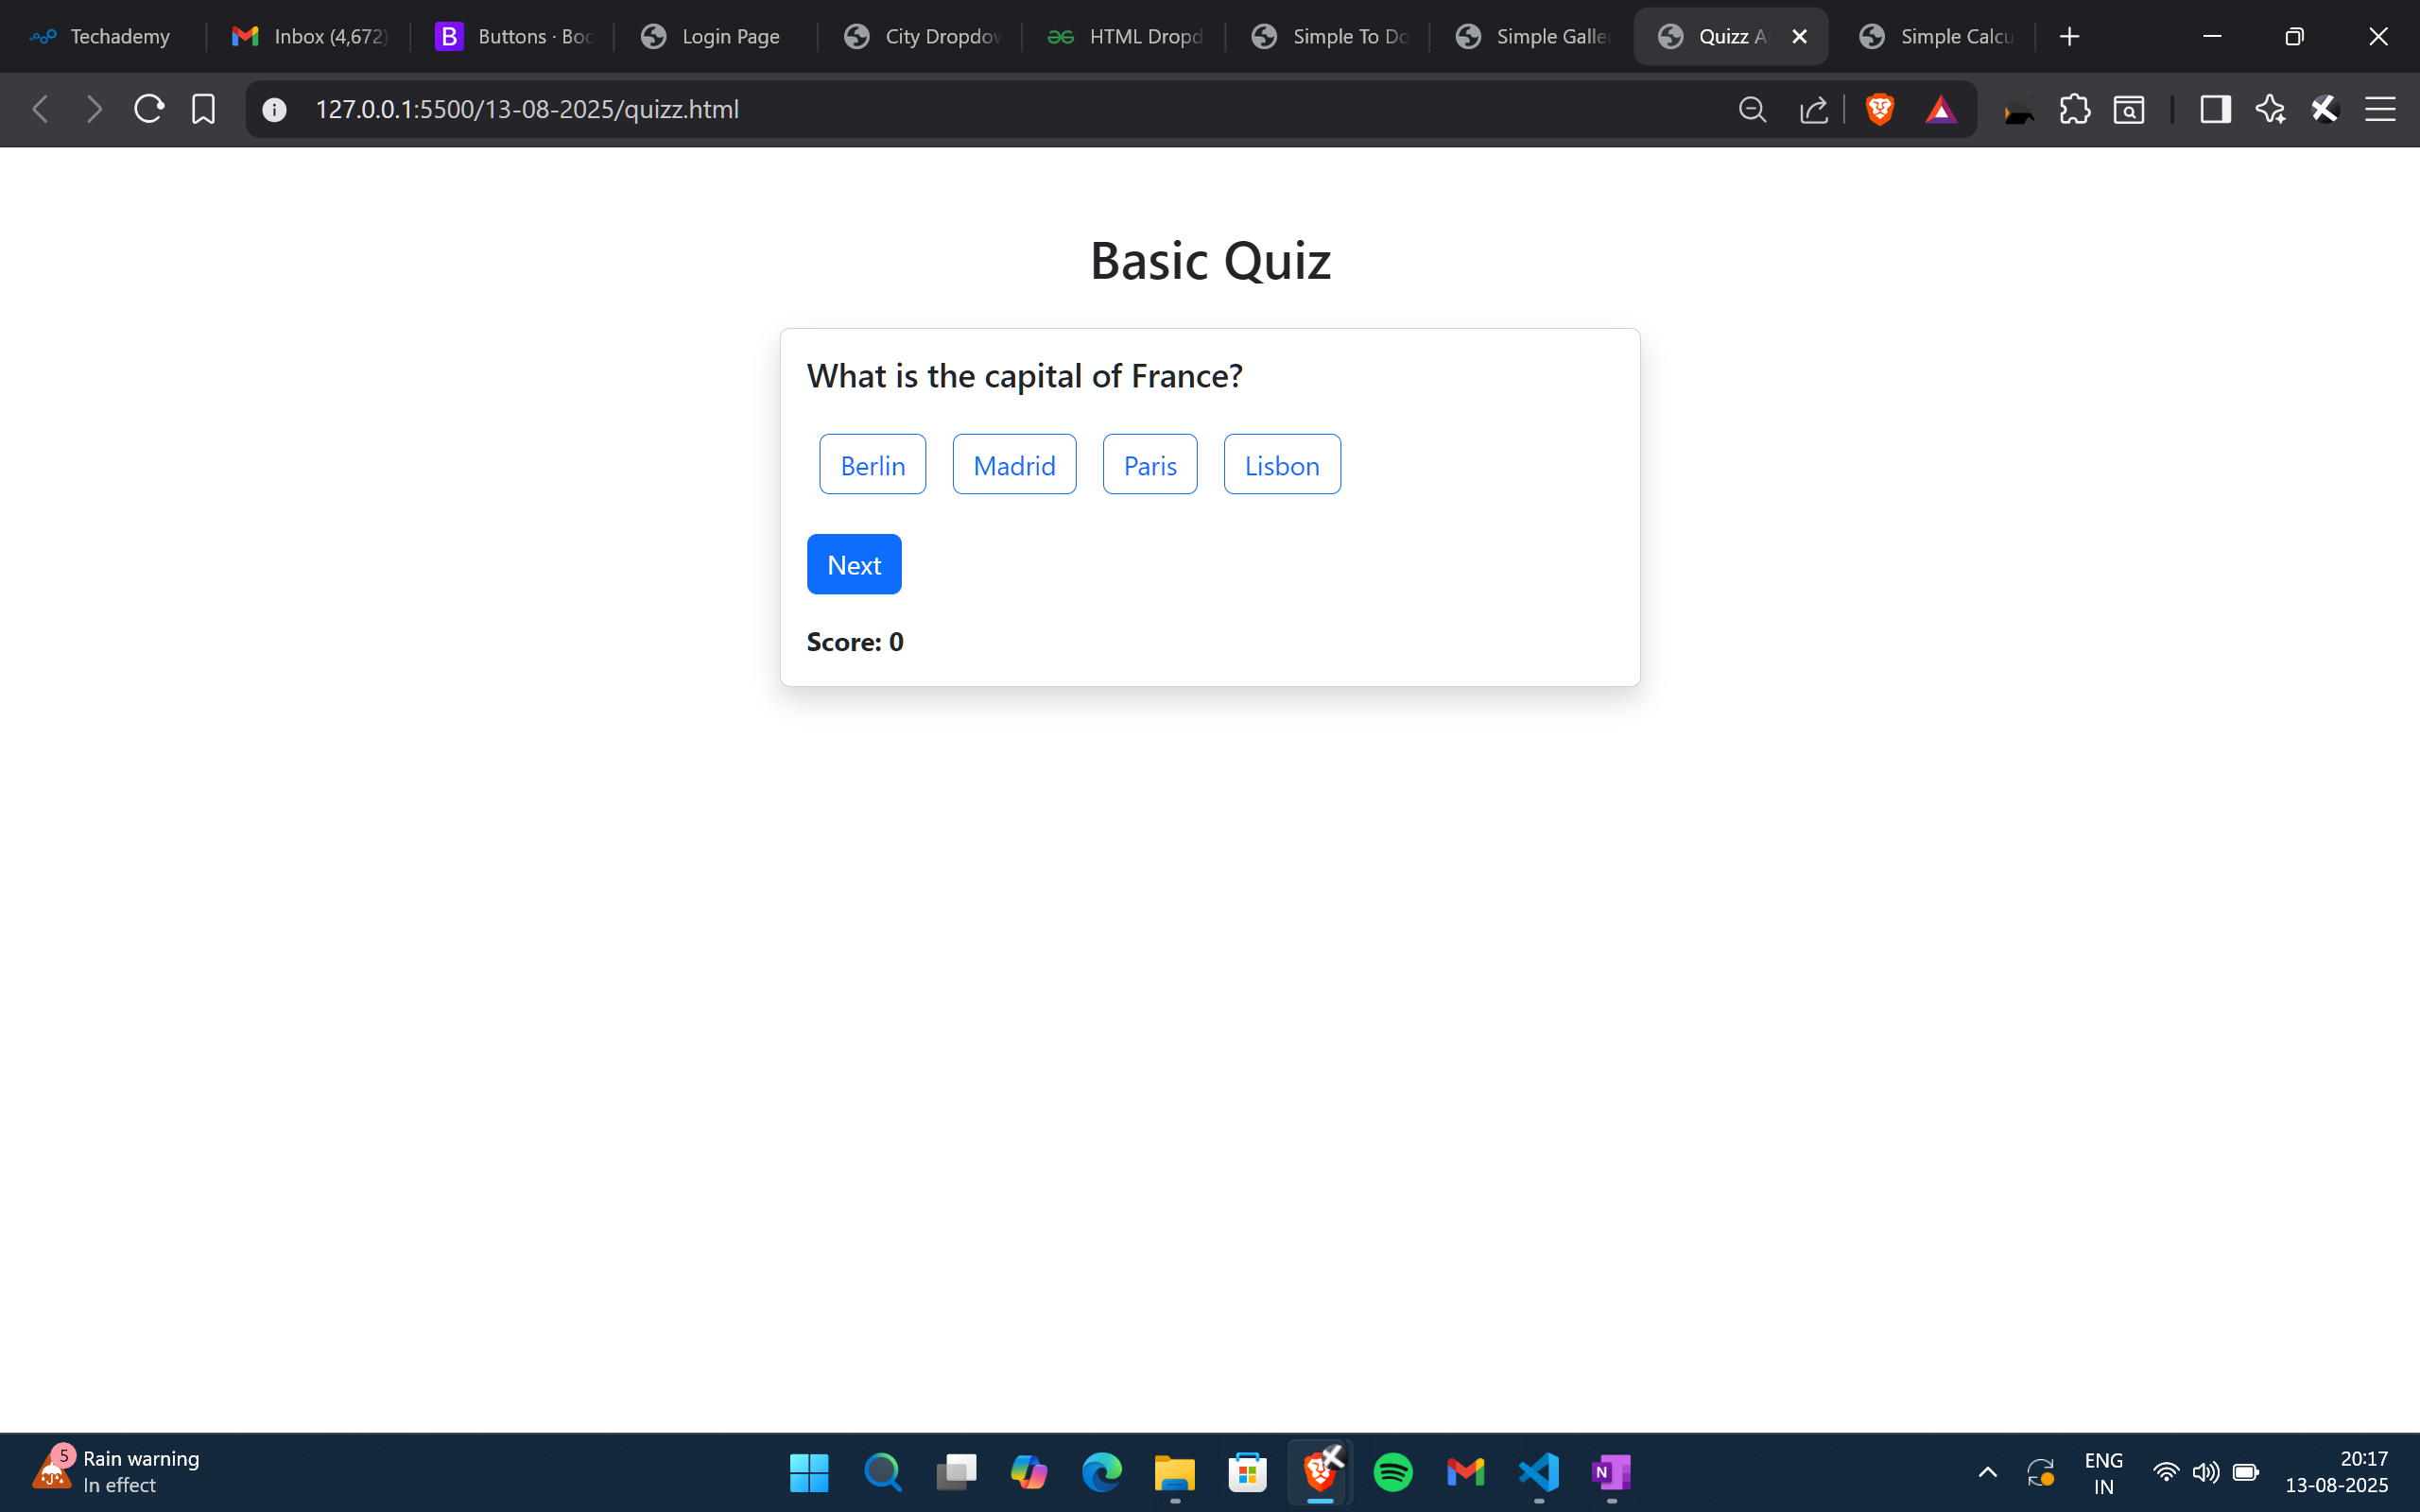 Techademy
Inbox (4,672)
B
Buttons · Boo
Login Page
City Dropdow
HTML Dropd
Simple To Do
Simple Galler
Quizz A
Simple Calcu
127.0.0.1:5500/13-08-2025/quizz.html
Basic Quiz
What is the capital of France?
Berlin
Madrid
Paris
Lisbon
Next
Score: 0
5
Rain warning
In effect
N
ENG
IN
20:17
13-08-2025